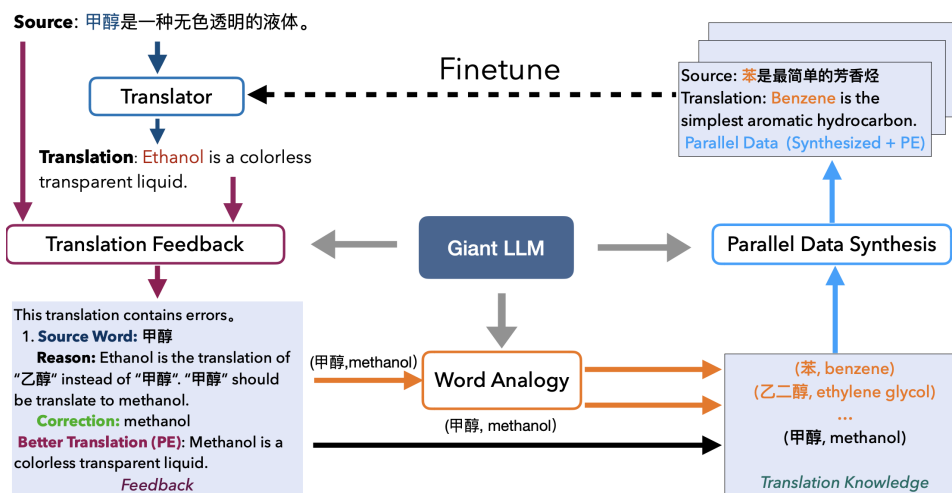 Source: 甲醇是一种无色透明的液体。
Translator
Translation: Ethanol is a colorless
transparent liquid.
Finetune
Source: 苯是最简单的芳香烃
Translation: Benzene is the
simplest aromatic hydrocarbon.
Parallel Data (Synthesized + PE)
Translation Feedback
Giant LLM
Parallel Data Synthesis
This translation contains errors。
1. Source Word: 甲醇
Reason: Ethanol is the translation of
“乙醇“ instead of “甲醇“. “甲醇” should
be translate to methanol.
Correction: methanol
Better Translation (PE): Methanol is a
colorless transparent liquid.
Feedback
(甲醇,methanol)
Word Analogy
(甲醇, methanol)
(苯, benzene)
(乙二醇, ethylene glycol)
...
(甲醇, methanol)
Translation Knowledge